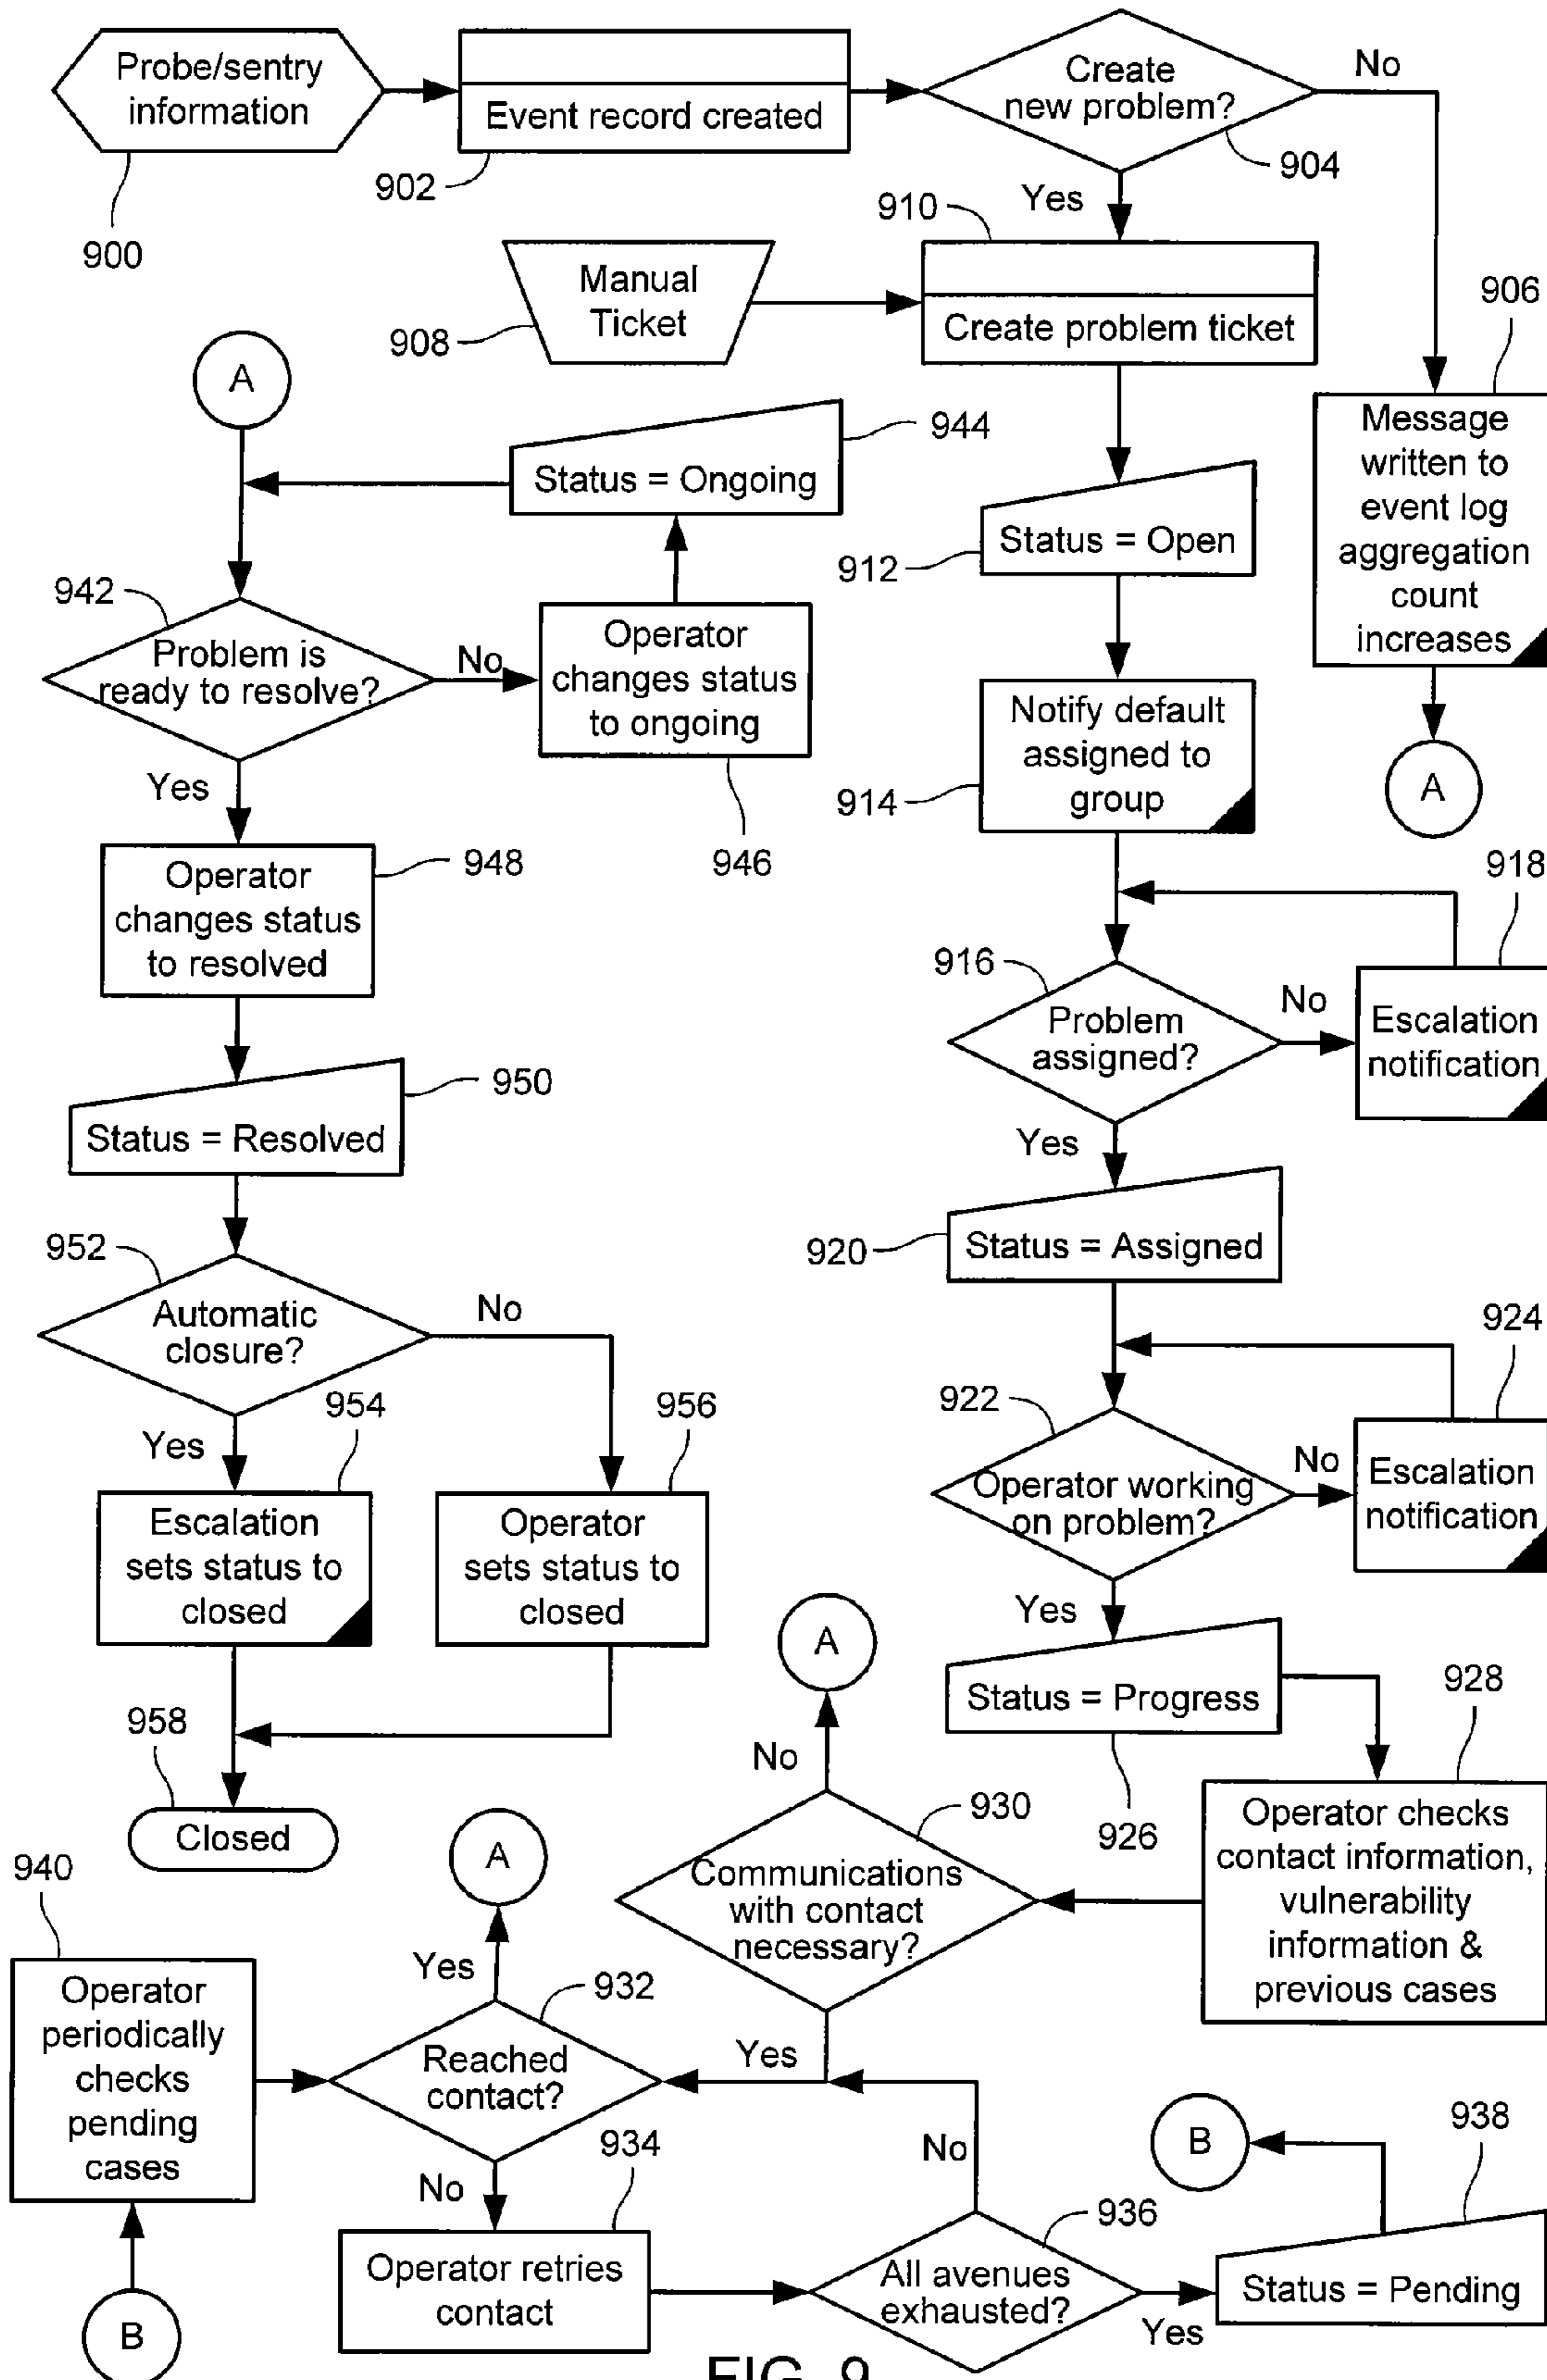 Probe/sentry
information
900
Event record created
902
Create
new problem?
904
No
Yes
910
Manual
Ticket
908
Create problem ticket
906
Message
written to
event log
aggregation
count
increases
A
A
944
Status = Ongoing
912
Status = Open
942
Problem is
ready to resolve?
No
Operator
changes status
to ongoing
946
Yes
914
Notify default
assigned to
group
948
Operator
changes status
to resolved
918
916
Problem
assigned?
No
Escalation
notification
Yes
950
Status = Resolved
920
Status = Assigned
952
Automatic
closure?
No
Yes
954
Escalation
sets status to
closed
956
Operator
sets status to
closed
924
922
Operator working
on problem?
No
Escalation
notification
Yes
A
Status = Progress
926
928
Operator checks
contact information,
vulnerability
information &
previous cases
No
930
Communications
with contact
necessary?
958
Closed
A
940
Operator
periodically
checks
pending
cases
Yes
932
Reached
contact?
Yes
No
934
Operator retries
contact
No
936
All avenues
exhausted?
Yes
B
938
Status = Pending
B
FIG. 9